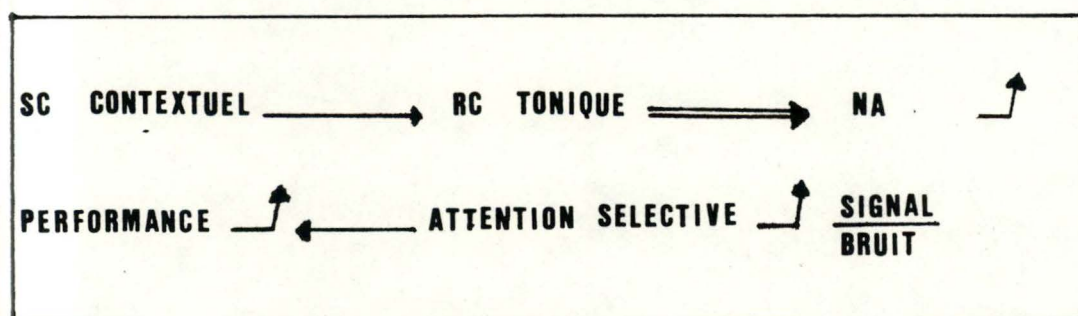 SC CONTEXTUEL RC TONIQUE NA
PERFORMANCE ATTENTION SELECTIVE SIGNAL
BRUIT